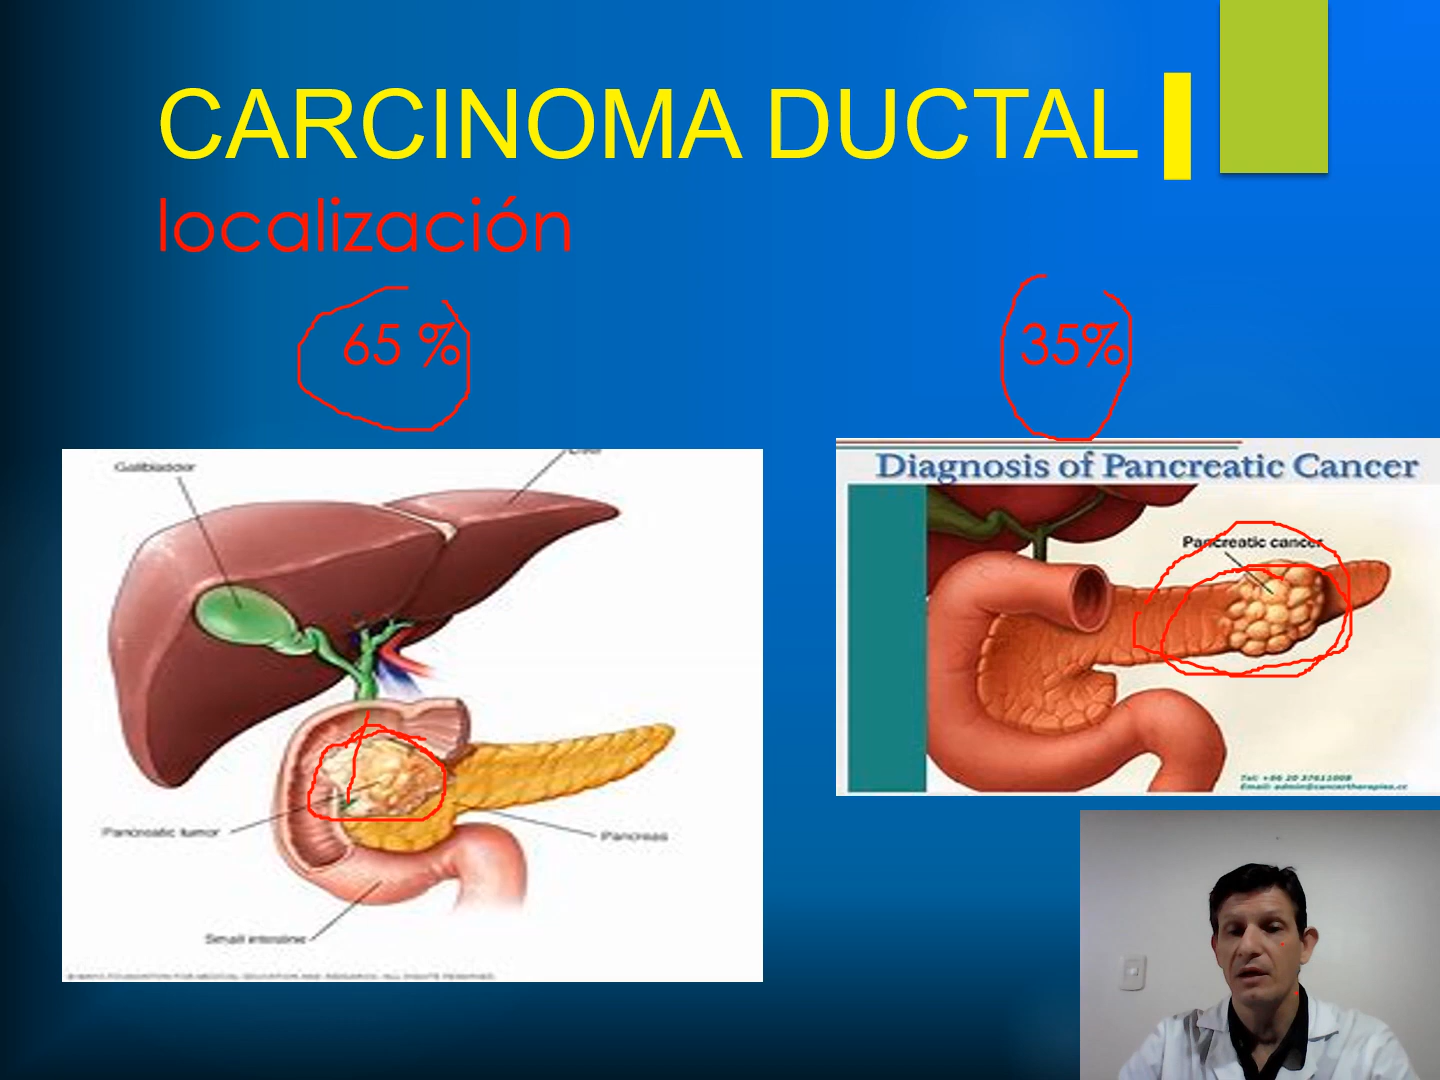 CARCINOMA DUCTAL
localización
65 %
35%
Gallbladder
Pancreatic tumor
Pancreas
Small intestine
Diagnosis of Pancreatic Cancer
Pancreatic cancer